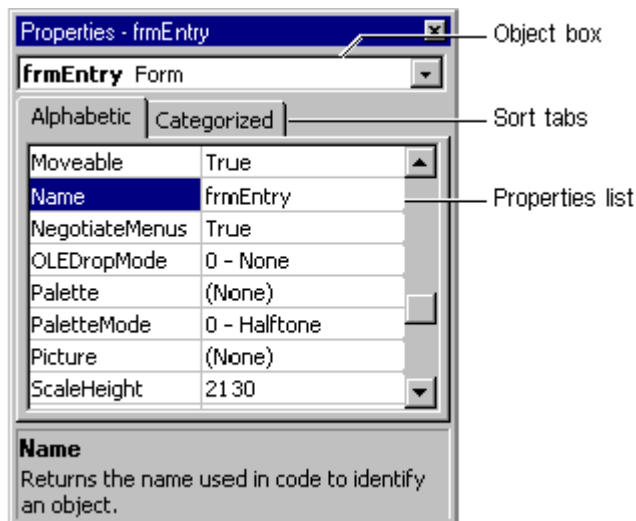 Properties - frmEntry
Object box
frmEntry Form
Alphabetic Categorized
Sort tabs
Moveable True
Name frmEntry
Properties list
NegotiateMenus True
OLEDropMode 0 - None
Palette (None)
PaletteMode 0 - Halftone
Picture (None)
ScaleHeight 2130
Name
Returns the name used in code to identify
an object.